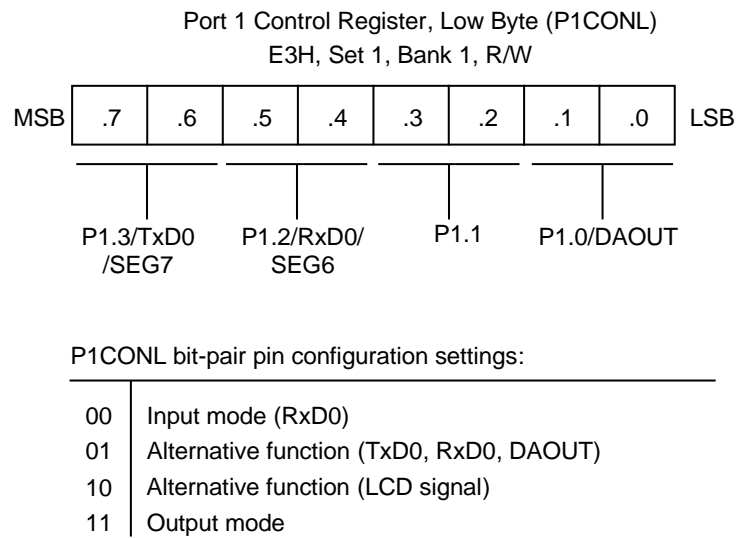 Port 1 Control Register, Low Byte (P1CONL)
E3H, Set 1, Bank 1, R/W
MSB .7 .6 .5 .4 .3 .2 .1 .0 LSB
P1.3/TxD0 P1.2/RxD0/ P1.1 P1.0/DAOUT
/SEG7 SEG6
P1CONL bit-pair pin configuration settings:
00 Input mode (RxD0)
01 Alternative function (TxD0, RxD0, DAOUT)
10 Alternative function (LCD signal)
11 Output mode